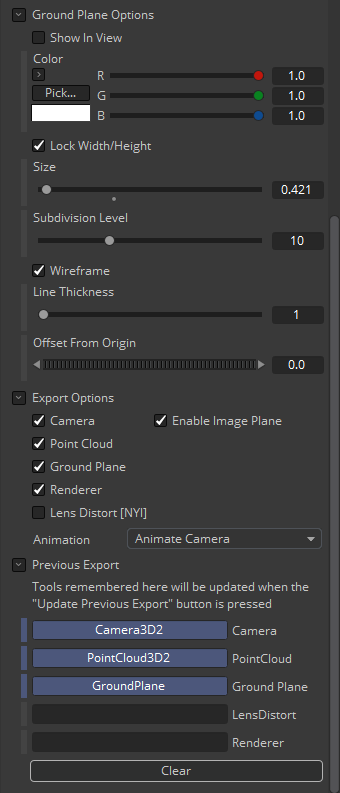 Ground Plane Options
Show In View
Color
R 1.0
Pick... G 1.0
B 1.0
Lock Width/Height
Size
0.421
Subdivision Level
10
Wireframe
Line Thickness
1
Offset From Origin
0.0
Export Options
Camera Enable Image Plane
Point Cloud
Ground Plane
Renderer
Lens Distort [NYI]
Animation Animate Camera
Previous Export
Tools remembered here will be updated when the
"Update Previous Export" button is pressed
Camera3D2 Camera
PointCloud3D2 PointCloud
GroundPlane Ground Plane
LensDistort
Renderer
Clear